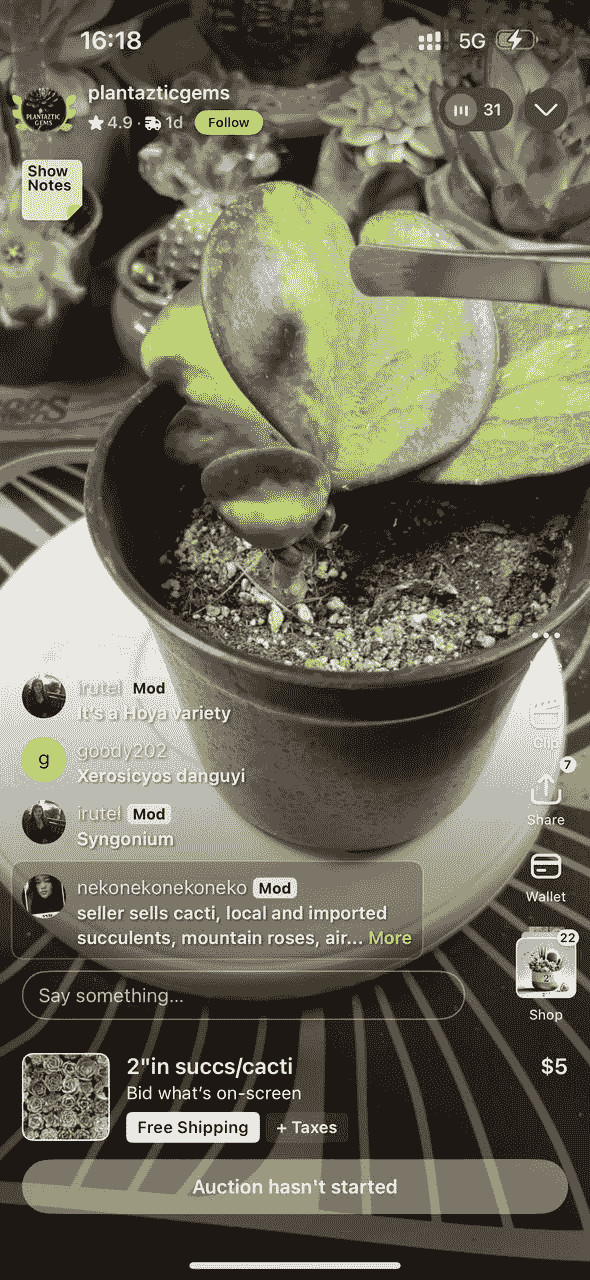 16:18
5G
plantazticgems
4.9 · 1d
Follow
31
PLANTAZTIC
GEMS
Show
Notes
irutel Mod
It's a Hoya variety
g
goody202
Xerosicyos danguyi
irutel Mod
Syngonium
nekonekonekoneko Mod
seller sells cacti, local and imported
succulents, mountain roses, air... More
Clip
7
Share
Wallet
22
Shop
Say something...
2"in succs/cacti
$5
Bid what's on-screen
Free Shipping
+ Taxes
Auction hasn't started